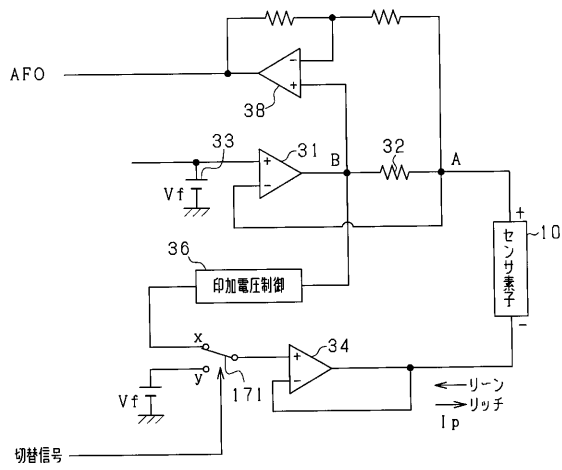 AFO
38
33
31
32
B
A
Vf
36
印加電圧制御
センサ素子
10
x
y
171
34
Vf
リーン
リッチ
Ip
切替信号